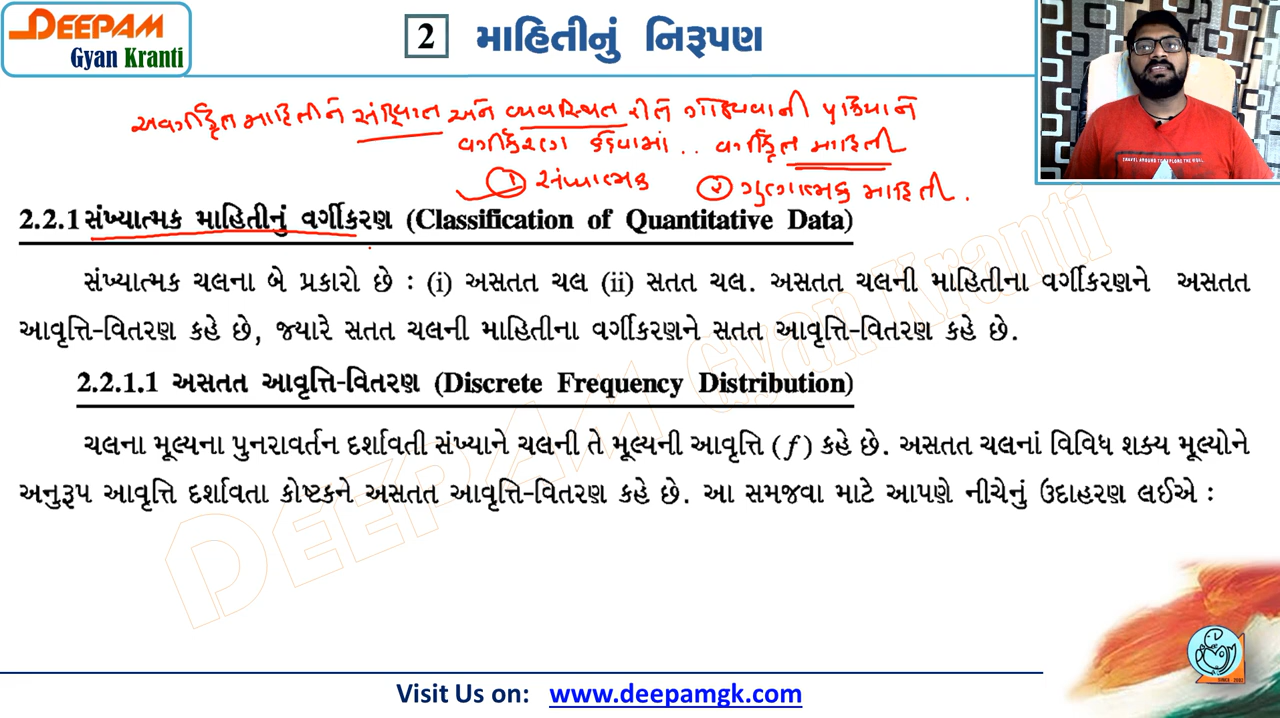 DEEPAM
Gyan Kranti
2 માહિતીનું નિરૂપણ
અવર્ગીકૃત માહિતીને સંક્ષિપ્ત અને વ્યવસ્થિત રીતે ગોઠવવાની પ્રક્રિયાને
વર્ગીકરણ કહેવામાં .. વર્ગીકૃત માહિતી
① સંખ્યાત્મક ② ગુણાત્મક માહિતી.
2.2.1 સંખ્યાત્મક માહિતીનું વર્ગીકરણ (Classification of Quantitative Data)
સંખ્યાત્મક ચલના બે પ્રકારો છે : (i) અસતત ચલ (ii) સતત ચલ. અસતત ચલની માહિતીના વર્ગીકરણને અસતત
આવૃત્તિ-વિતરણ કહે છે, જ્યારે સતત ચલની માહિતીના વર્ગીકરણને સતત આવૃત્તિ-વિતરણ કહે છે.
2.2.1.1 અસતત આવૃત્તિ-વિતરણ (Discrete Frequency Distribution)
ચલના મૂલ્યના પુનરાવર્તન દર્શાવતી સંખ્યાને ચલની તે મૂલ્યની આવૃત્તિ (f) કહે છે. અસતત ચલનાં વિવિધ શક્ય મૂલ્યોને
અનુરૂપ આવૃત્તિ દર્શાવતા કોષ્ટકને અસતત આવૃત્તિ-વિતરણ કહે છે. આ સમજવા માટે આપણે નીચેનું ઉદાહરણ લઈએ :
DEEPAM Gyan Kranti
Visit Us on: www.deepamgk.com